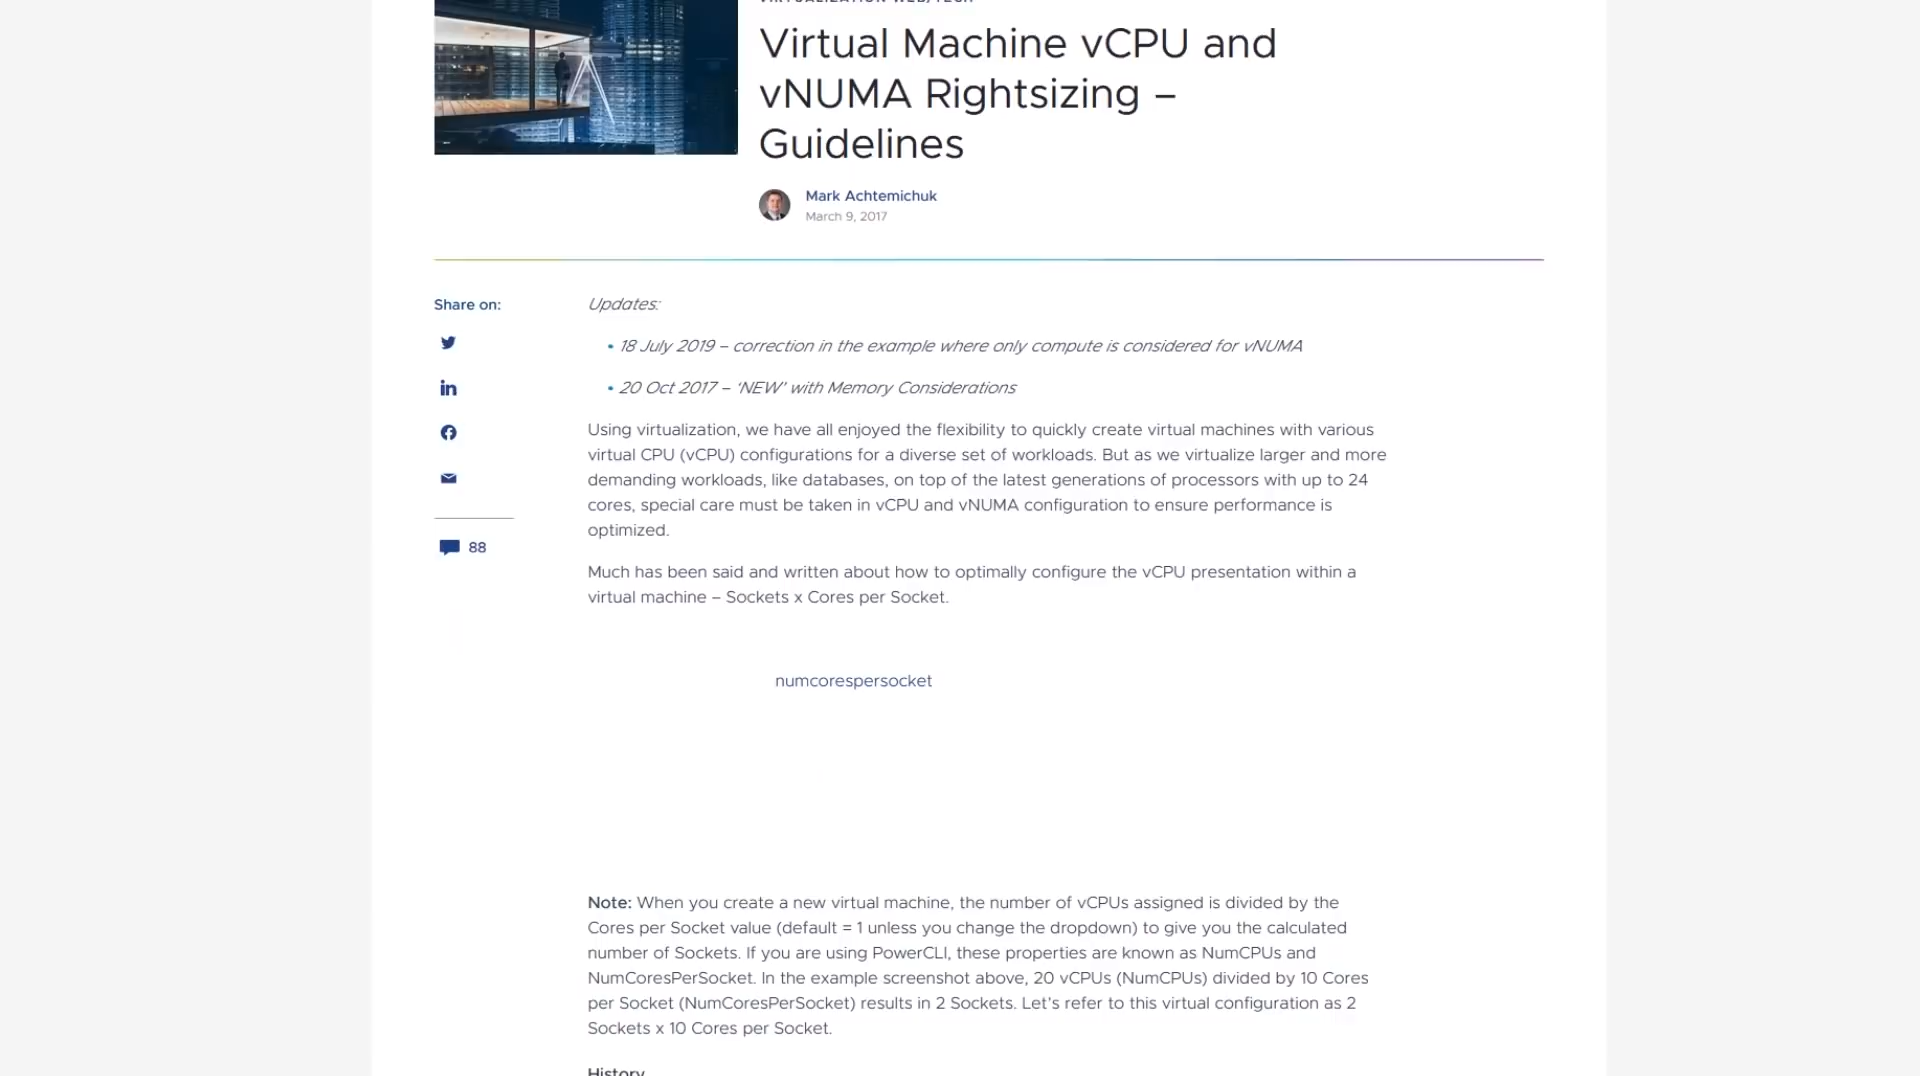 VIRTUALIZATION WEB/TECH
Virtual Machine vCPU and
vNUMA Rightsizing –
Guidelines
Mark Achtemichuk
March 9, 2017
Share on:
Updates:
• 18 July 2019 – correction in the example where only compute is considered for vNUMA
• 20 Oct 2017 – ‘NEW’ with Memory Considerations
Using virtualization, we have all enjoyed the flexibility to quickly create virtual machines with various
virtual CPU (vCPU) configurations for a diverse set of workloads. But as we virtualize larger and more
demanding workloads, like databases, on top of the latest generations of processors with up to 24
cores, special care must be taken in vCPU and vNUMA configuration to ensure performance is
optimized.
88
Much has been said and written about how to optimally configure the vCPU presentation within a
virtual machine – Sockets x Cores per Socket.
numcorespersocket
Note: When you create a new virtual machine, the number of vCPUs assigned is divided by the
Cores per Socket value (default = 1 unless you change the dropdown) to give you the calculated
number of Sockets. If you are using PowerCLI, these properties are known as NumCPUs and
NumCoresPerSocket. In the example screenshot above, 20 vCPUs (NumCPUs) divided by 10 Cores
per Socket (NumCoresPerSocket) results in 2 Sockets. Let’s refer to this virtual configuration as 2
Sockets x 10 Cores per Socket.
History